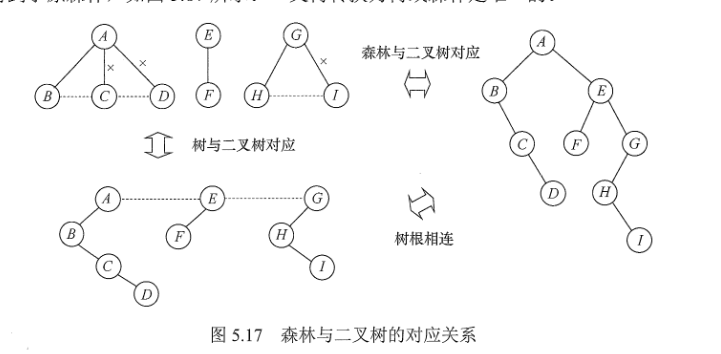 A E G
森林与二叉树对应
A
× × ×
B E
B C D F H I
树与二叉树对应
C F G
A E G
D H
B F H
树根相连
I
C I
D
图 5.17 森林与二叉树的对应关系